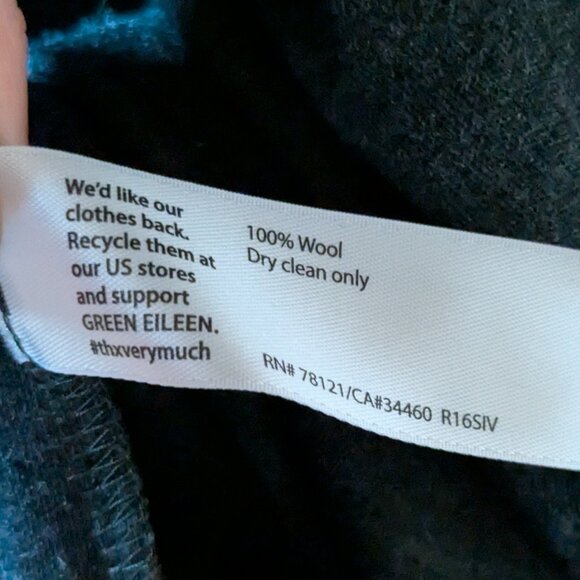 We'd like our
clothes back.
Recycle them at
our US stores
and support
GREEN EILEEN.
#thxverymuch
100% Wool
Dry clean only
RN# 78121/CA#34460 R16SIV